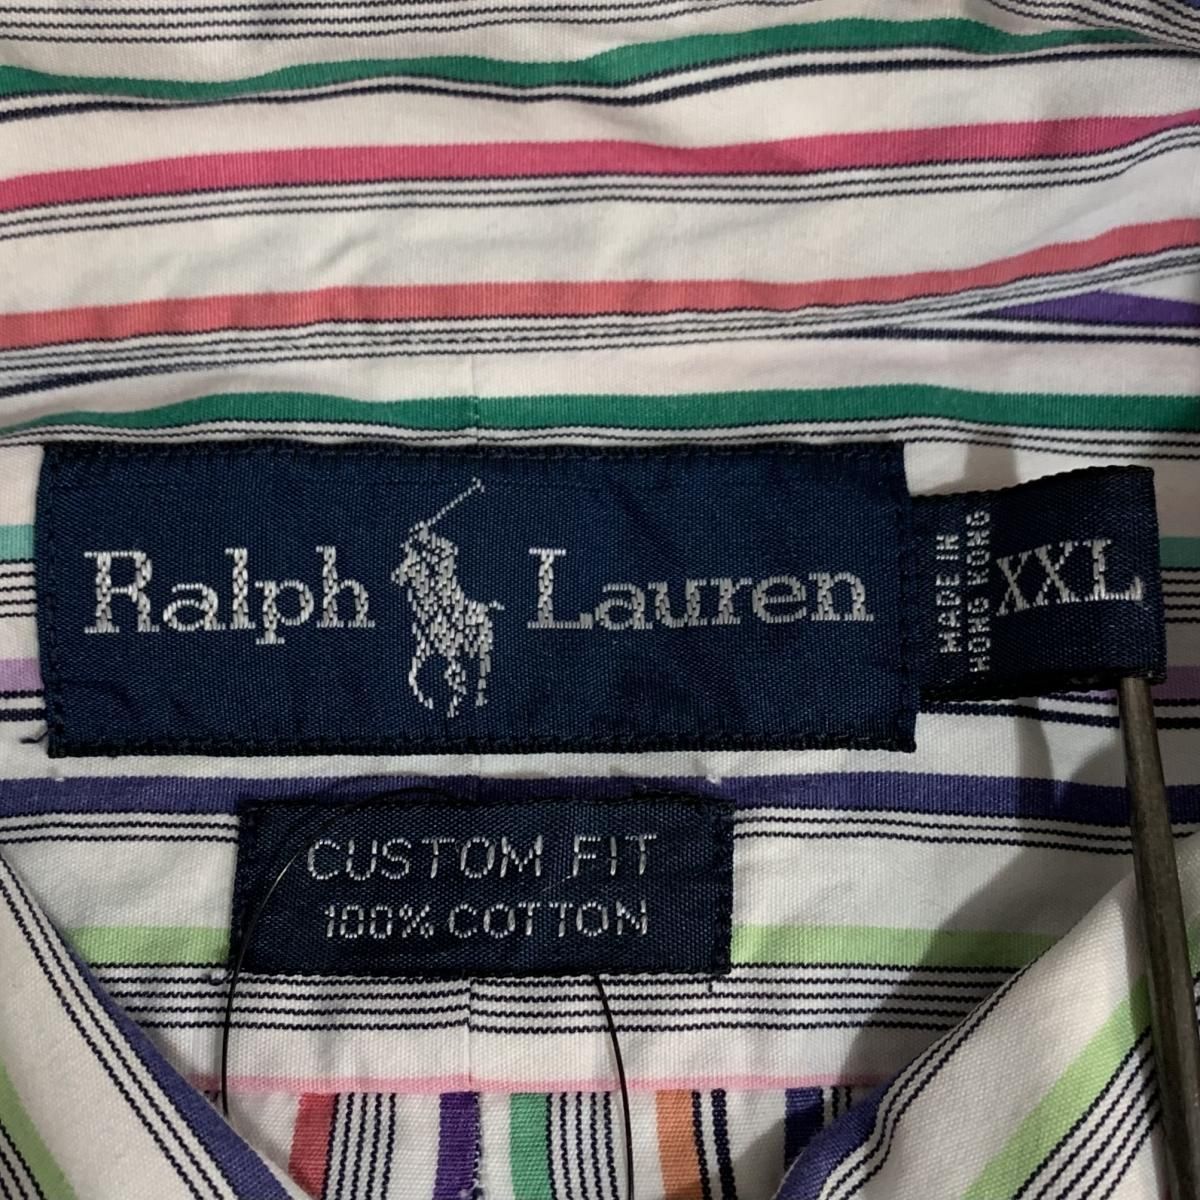 Ralph Lauren
MADE IN
HONG KONG
XXL
CUSTOM FIT
100% COTTON